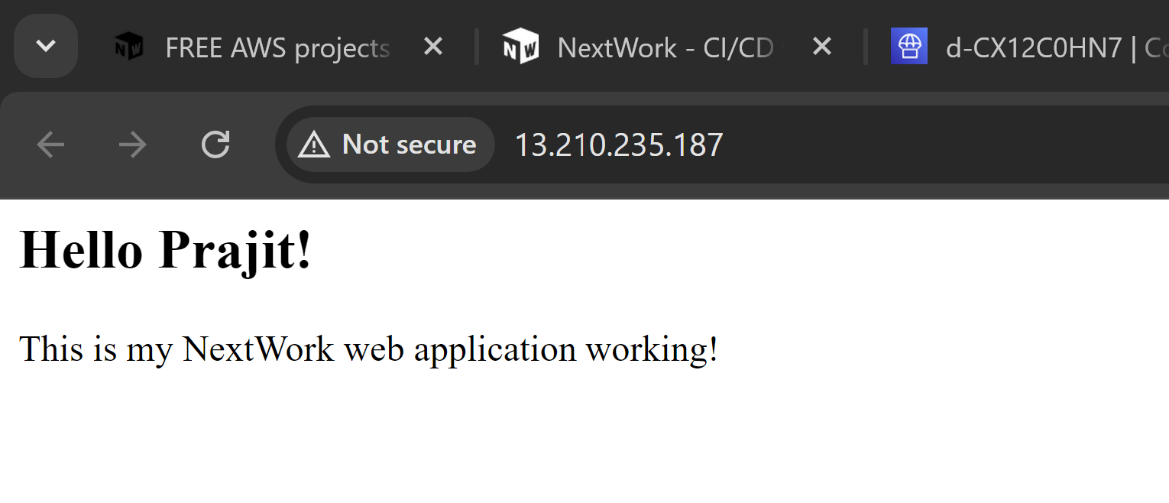 FREE AWS projects
NextWork - CI/CD
d-CX12C0HN7 | Co
Not secure
13.210.235.187
Hello Prajit!
This is my NextWork web application working!